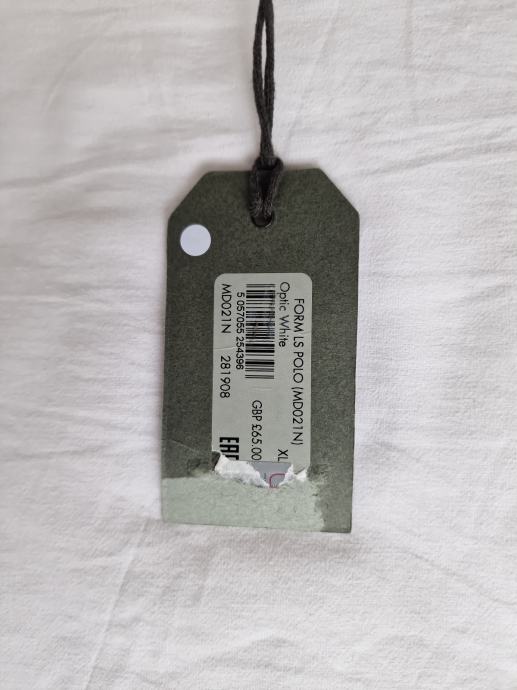 FORM LS POLO (MD021N)
Optic White XL
5 057055 254396
GBP £65.00
MD021N 281908
EAC